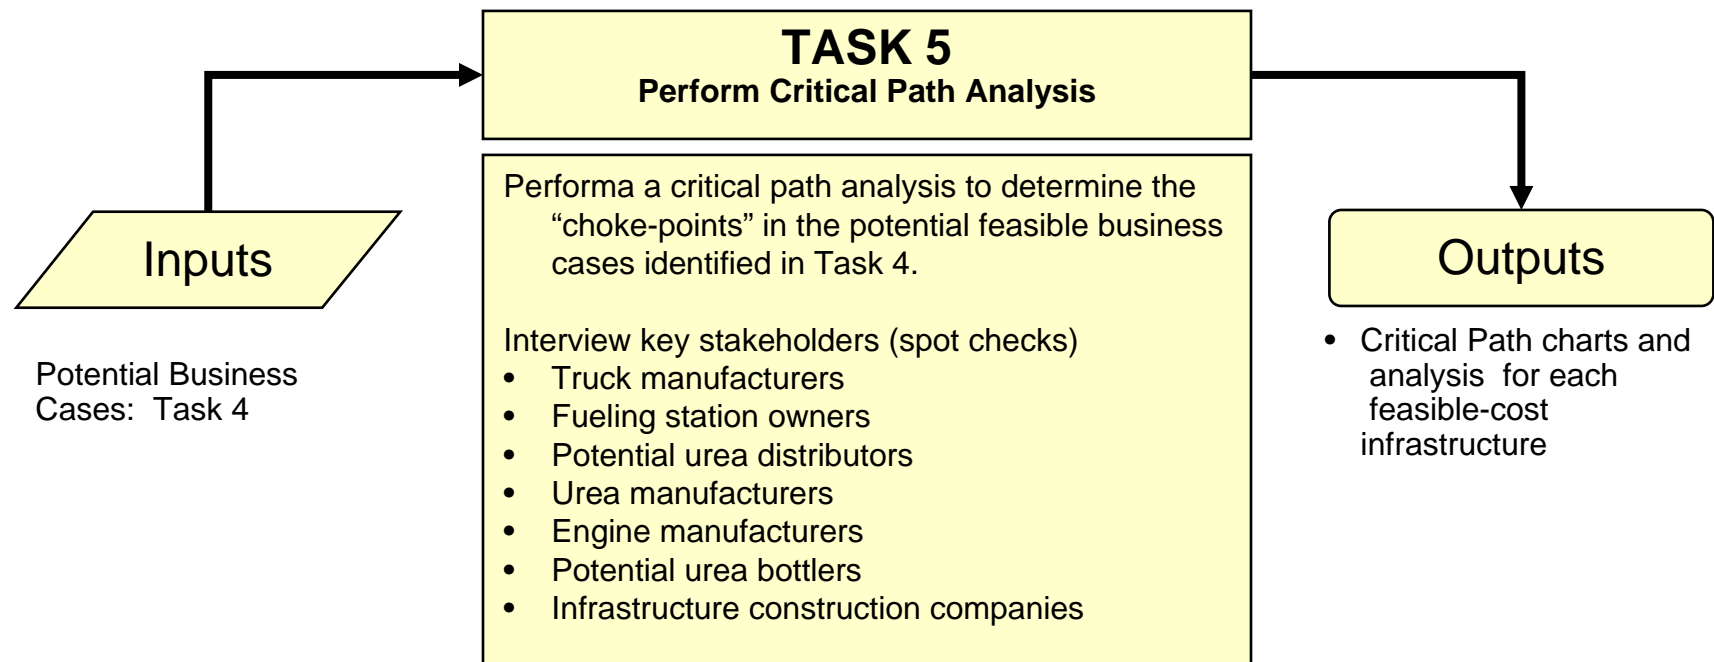 TASK 5
Perform Critical Path Analysis
Inputs
Potential Business
Cases: Task 4
Performa a critical path analysis to determine the
“choke-points” in the potential feasible business
cases identified in Task 4.
Interview key stakeholders (spot checks)
• Truck manufacturers
• Fueling station owners
• Potential urea distributors
• Urea manufacturers
• Engine manufacturers
• Potential urea bottlers
• Infrastructure construction companies
Outputs
• Critical Path charts and
analysis for each
feasible-cost
infrastructure